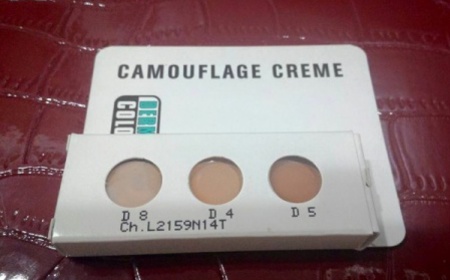 CAMOUFLAGE CREME
D 8 D 4 D 5
Ch.L2159N14T